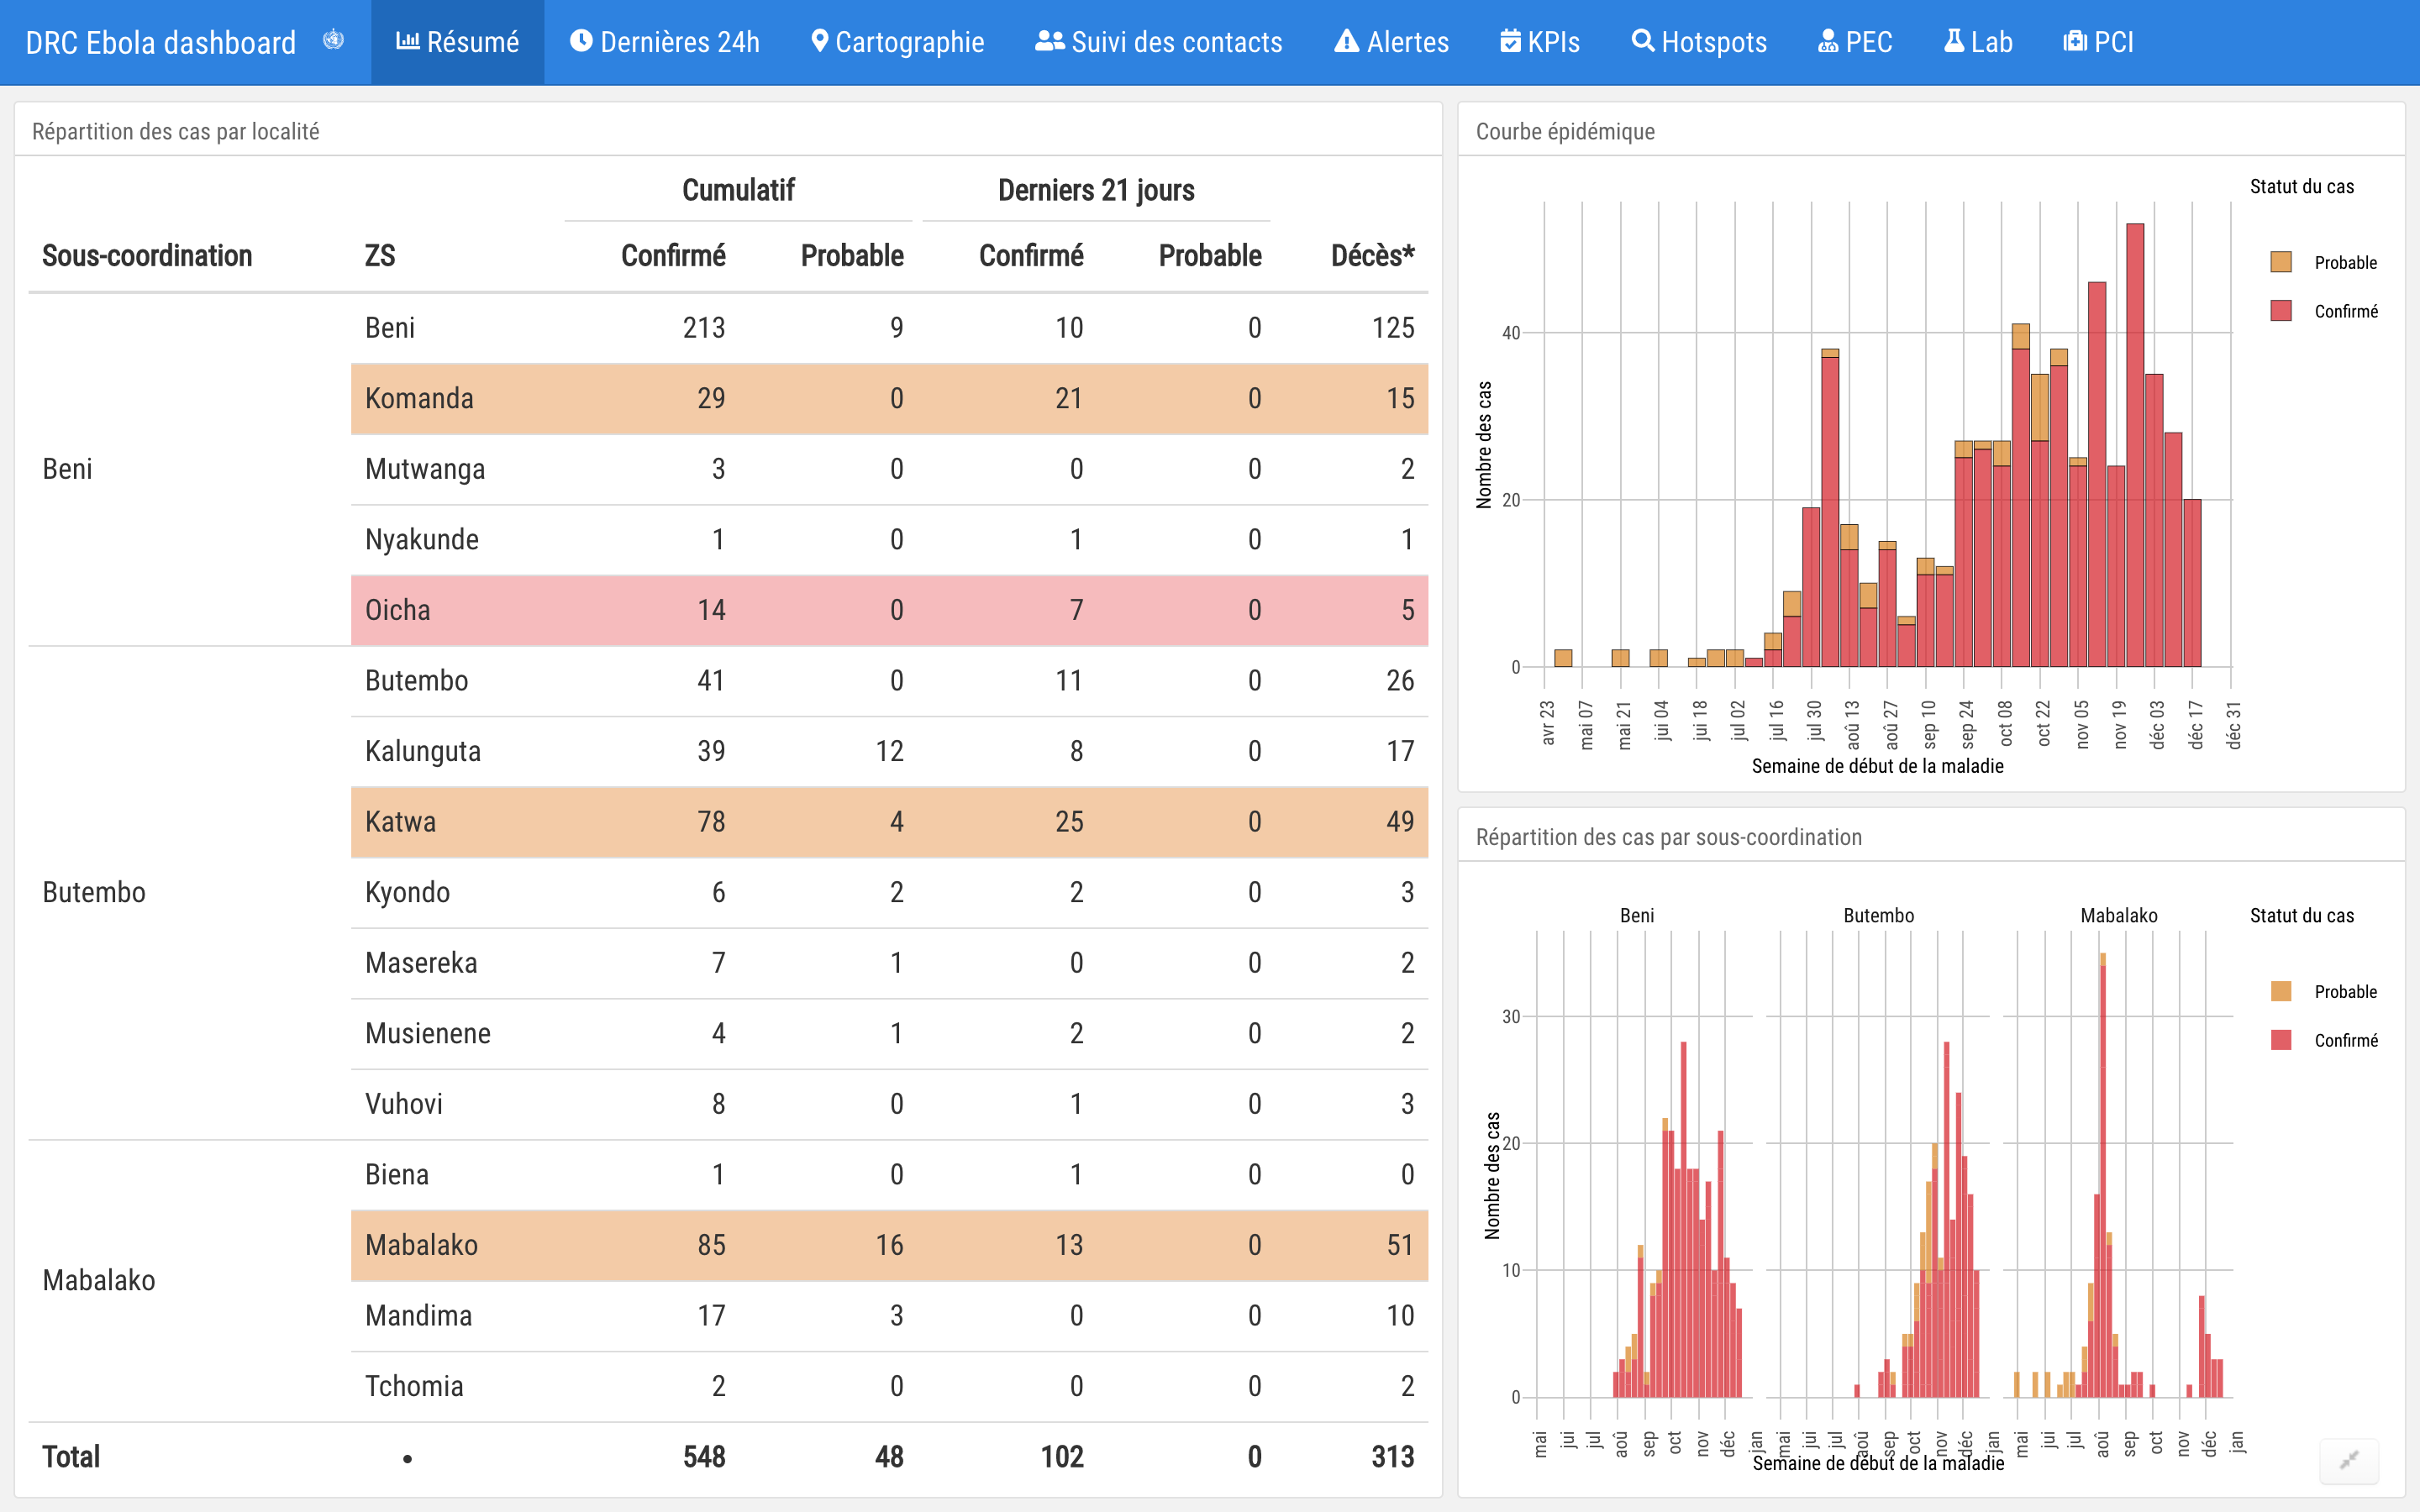 DRC Ebola dashboard Résumé Dernières 24h Cartographie Suivi des contacts Alertes KPIs Hotspots PEC Lab PCI
Répartition des cas par localité
Cumulatif Derniers 21 jours
Sous-coordination ZS Confirmé Probable Confirmé Probable Décès*
Beni 213 9 10 0 125
Komanda 29 0 21 0 15
Beni Mutwanga 3 0 0 0 2
Nyakunde 1 0 1 0 1
Oicha 14 0 7 0 5
Butembo 41 0 11 0 26
Kalunguta 39 12 8 0 17
Katwa 78 4 25 0 49
Butembo Kyondo 6 2 2 0 3
Masereka 7 1 0 0 2
Musienene 4 1 2 0 2
Vuhovi 8 0 1 0 3
Biena 1 0 1 0 0
Mabalako 85 16 13 0 51
Mabalako
Mandima 17 3 0 0 10
Tchomia 2 0 0 0 2
Total • 548 48 102 0 313
Courbe épidémique
Statut du cas
Probable
Confirmé
Nombre des cas
40
20
0
avr 23 mai 07 mai 21 jui 04 jui 18 jul 02 jul 16 jul 30 aoû 13 aoû 27 sep 10 sep 24 oct 08 oct 22 nov 05 nov 19 déc 03 déc 17 déc 31
Semaine de début de la maladie
Répartition des cas par sous-coordination
Beni Butembo Mabalako
Statut du cas
Probable
Confirmé
Nombre des cas
30
20
10
0
mai jui jul aoû sep oct nov déc jan mai jui jul aoû sep oct nov déc jan mai jui jul aoû sep oct nov déc jan
Semaine de début de la maladie